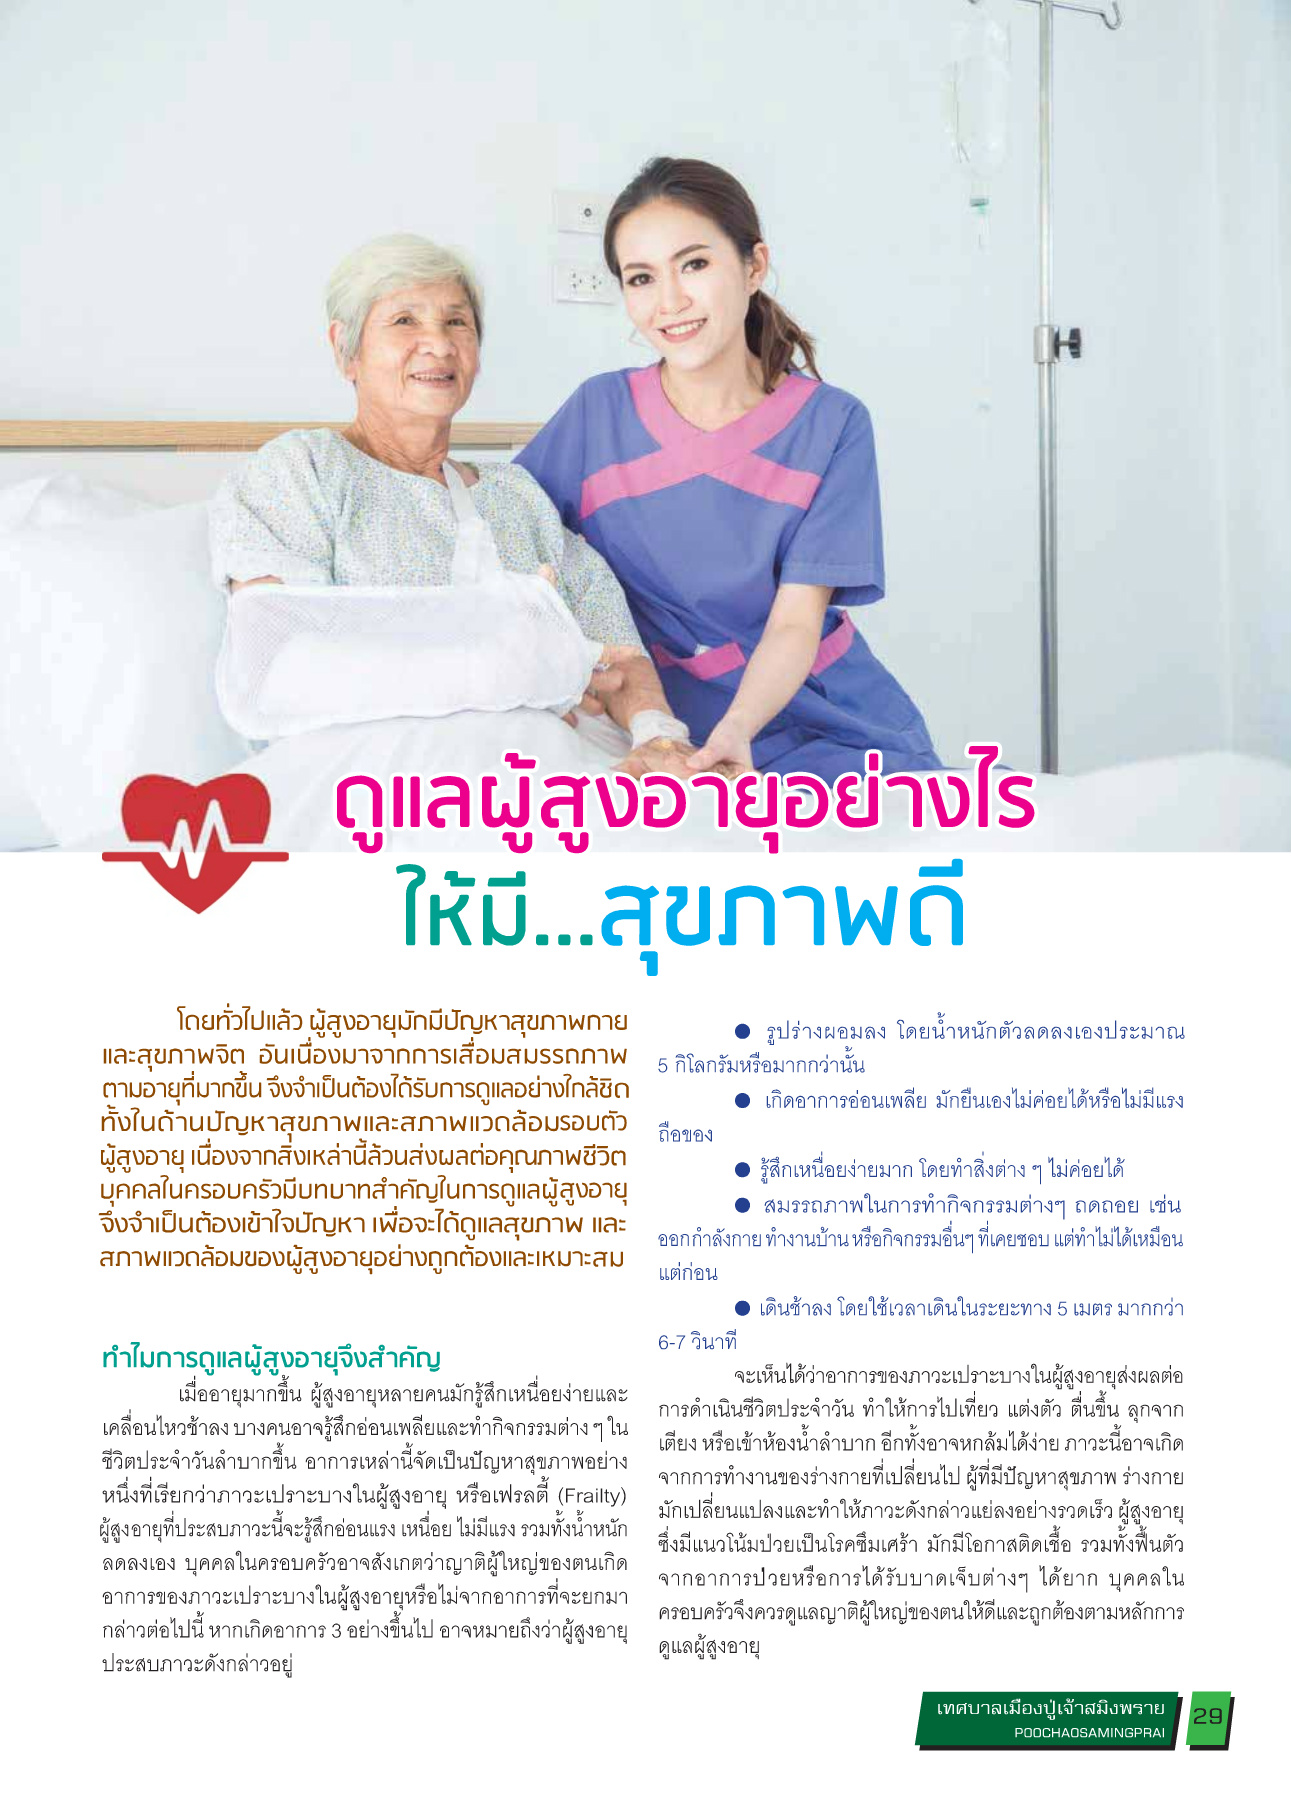 ดูแลผู้สูงอายุอย่างไร
ให้มี...สุขภาพดี
โดยทั่วไปแล้ว ผู้สูงอายุมักมีปัญหาสุขภาพกาย
และสุขภาพจิต อันเนื่องมาจากการเสื่อมสมรรถภาพ
ตามอายุที่มากขึ้น จึงจำเป็นต้องได้รับการดูแลอย่างใกล้ชิด
ทั้งในด้านปัญหาสุขภาพและสภาพแวดล้อมรอบตัว
ผู้สูงอายุ เนื่องจากสิ่งเหล่านี้ล้วนส่งผลต่อคุณภาพชีวิต
บุคคลในครอบครัวมีบทบาทสำคัญในการดูแลผู้สูงอายุ
จึงจำเป็นต้องเข้าใจปัญหา เพื่อจะได้ดูแลสุขภาพ และ
สภาพแวดล้อมของผู้สูงอายุอย่างถูกต้องและเหมาะสม
ทำไมการดูแลผู้สูงอายุจึงสำคัญ
เมื่ออายุมากขึ้น ผู้สูงอายุหลายคนมักรู้สึกเหนื่อยง่ายและ
เคลื่อนไหวช้าลง บางคนอาจรู้สึกอ่อนเพลียและทำกิจกรรมต่าง ๆ ใน
ชีวิตประจำวันลำบากขึ้น อาการเหล่านี้จัดเป็นปัญหาสุขภาพอย่าง
หนึ่งที่เรียกว่าภาวะเปราะบางในผู้สูงอายุ หรือเฟรลตี้ (Frailty)
ผู้สูงอายุที่ประสบภาวะนี้จะรู้สึกอ่อนแรง เหนื่อย ไม่มีแรง รวมทั้งน้ำหนัก
ลดลงเอง บุคคลในครอบครัวอาจสังเกตว่าญาติผู้ใหญ่ของตนเกิด
อาการของภาวะเปราะบางในผู้สูงอายุหรือไม่จากอาการที่จะยกมา
กล่าวต่อไปนี้ หากเกิดอาการ 3 อย่างขึ้นไป อาจหมายถึงว่าผู้สูงอายุ
ประสบภาวะดังกล่าวอยู่
● รูปร่างผอมลง โดยน้ำหนักตัวลดลงเองประมาณ
5 กิโลกรัมหรือมากกว่านั้น
● เกิดอาการอ่อนเพลีย มักยืนเองไม่ค่อยได้หรือไม่มีแรง
ถือของ
● รู้สึกเหนื่อยง่ายมาก โดยทำสิ่งต่าง ๆ ไม่ค่อยได้
● สมรรถภาพในการทำกิจกรรมต่างๆ ถดถอย เช่น
ออกกำลังกาย ทำงานบ้าน หรือกิจกรรมอื่นๆ ที่เคยชอบ แต่ทำไม่ได้เหมือน
แต่ก่อน
● เดินช้าลง โดยใช้เวลาเดินในระยะทาง 5 เมตร มากกว่า
6-7 วินาที
จะเห็นได้ว่าอาการของภาวะเปราะบางในผู้สูงอายุส่งผลต่อ
การดำเนินชีวิตประจำวัน ทำให้การไปเที่ยว แต่งตัว ตื่นขึ้น ลุกจาก
เตียง หรือเข้าห้องน้ำลำบาก อีกทั้งอาจหกล้มได้ง่าย ภาวะนี้อาจเกิด
จากการทำงานของร่างกายที่เปลี่ยนไป ผู้ที่มีปัญหาสุขภาพ ร่างกาย
มักเปลี่ยนแปลงและทำให้ภาวะดังกล่าวแย่ลงอย่างรวดเร็ว ผู้สูงอายุ
ซึ่งมีแนวโน้มป่วยเป็นโรคซึมเศร้า มักมีโอกาสติดเชื้อ รวมทั้งฟื้นตัว
จากอาการป่วยหรือการได้รับบาดเจ็บต่างๆ ได้ยาก บุคคลใน
ครอบครัวจึงควรดูแลญาติผู้ใหญ่ของตนให้ดีและถูกต้องตามหลักการ
ดูแลผู้สูงอายุ
เทศบาลเมืองปู่เจ้าสมิงพราย
POOCHAOSAMINGPRAI
29